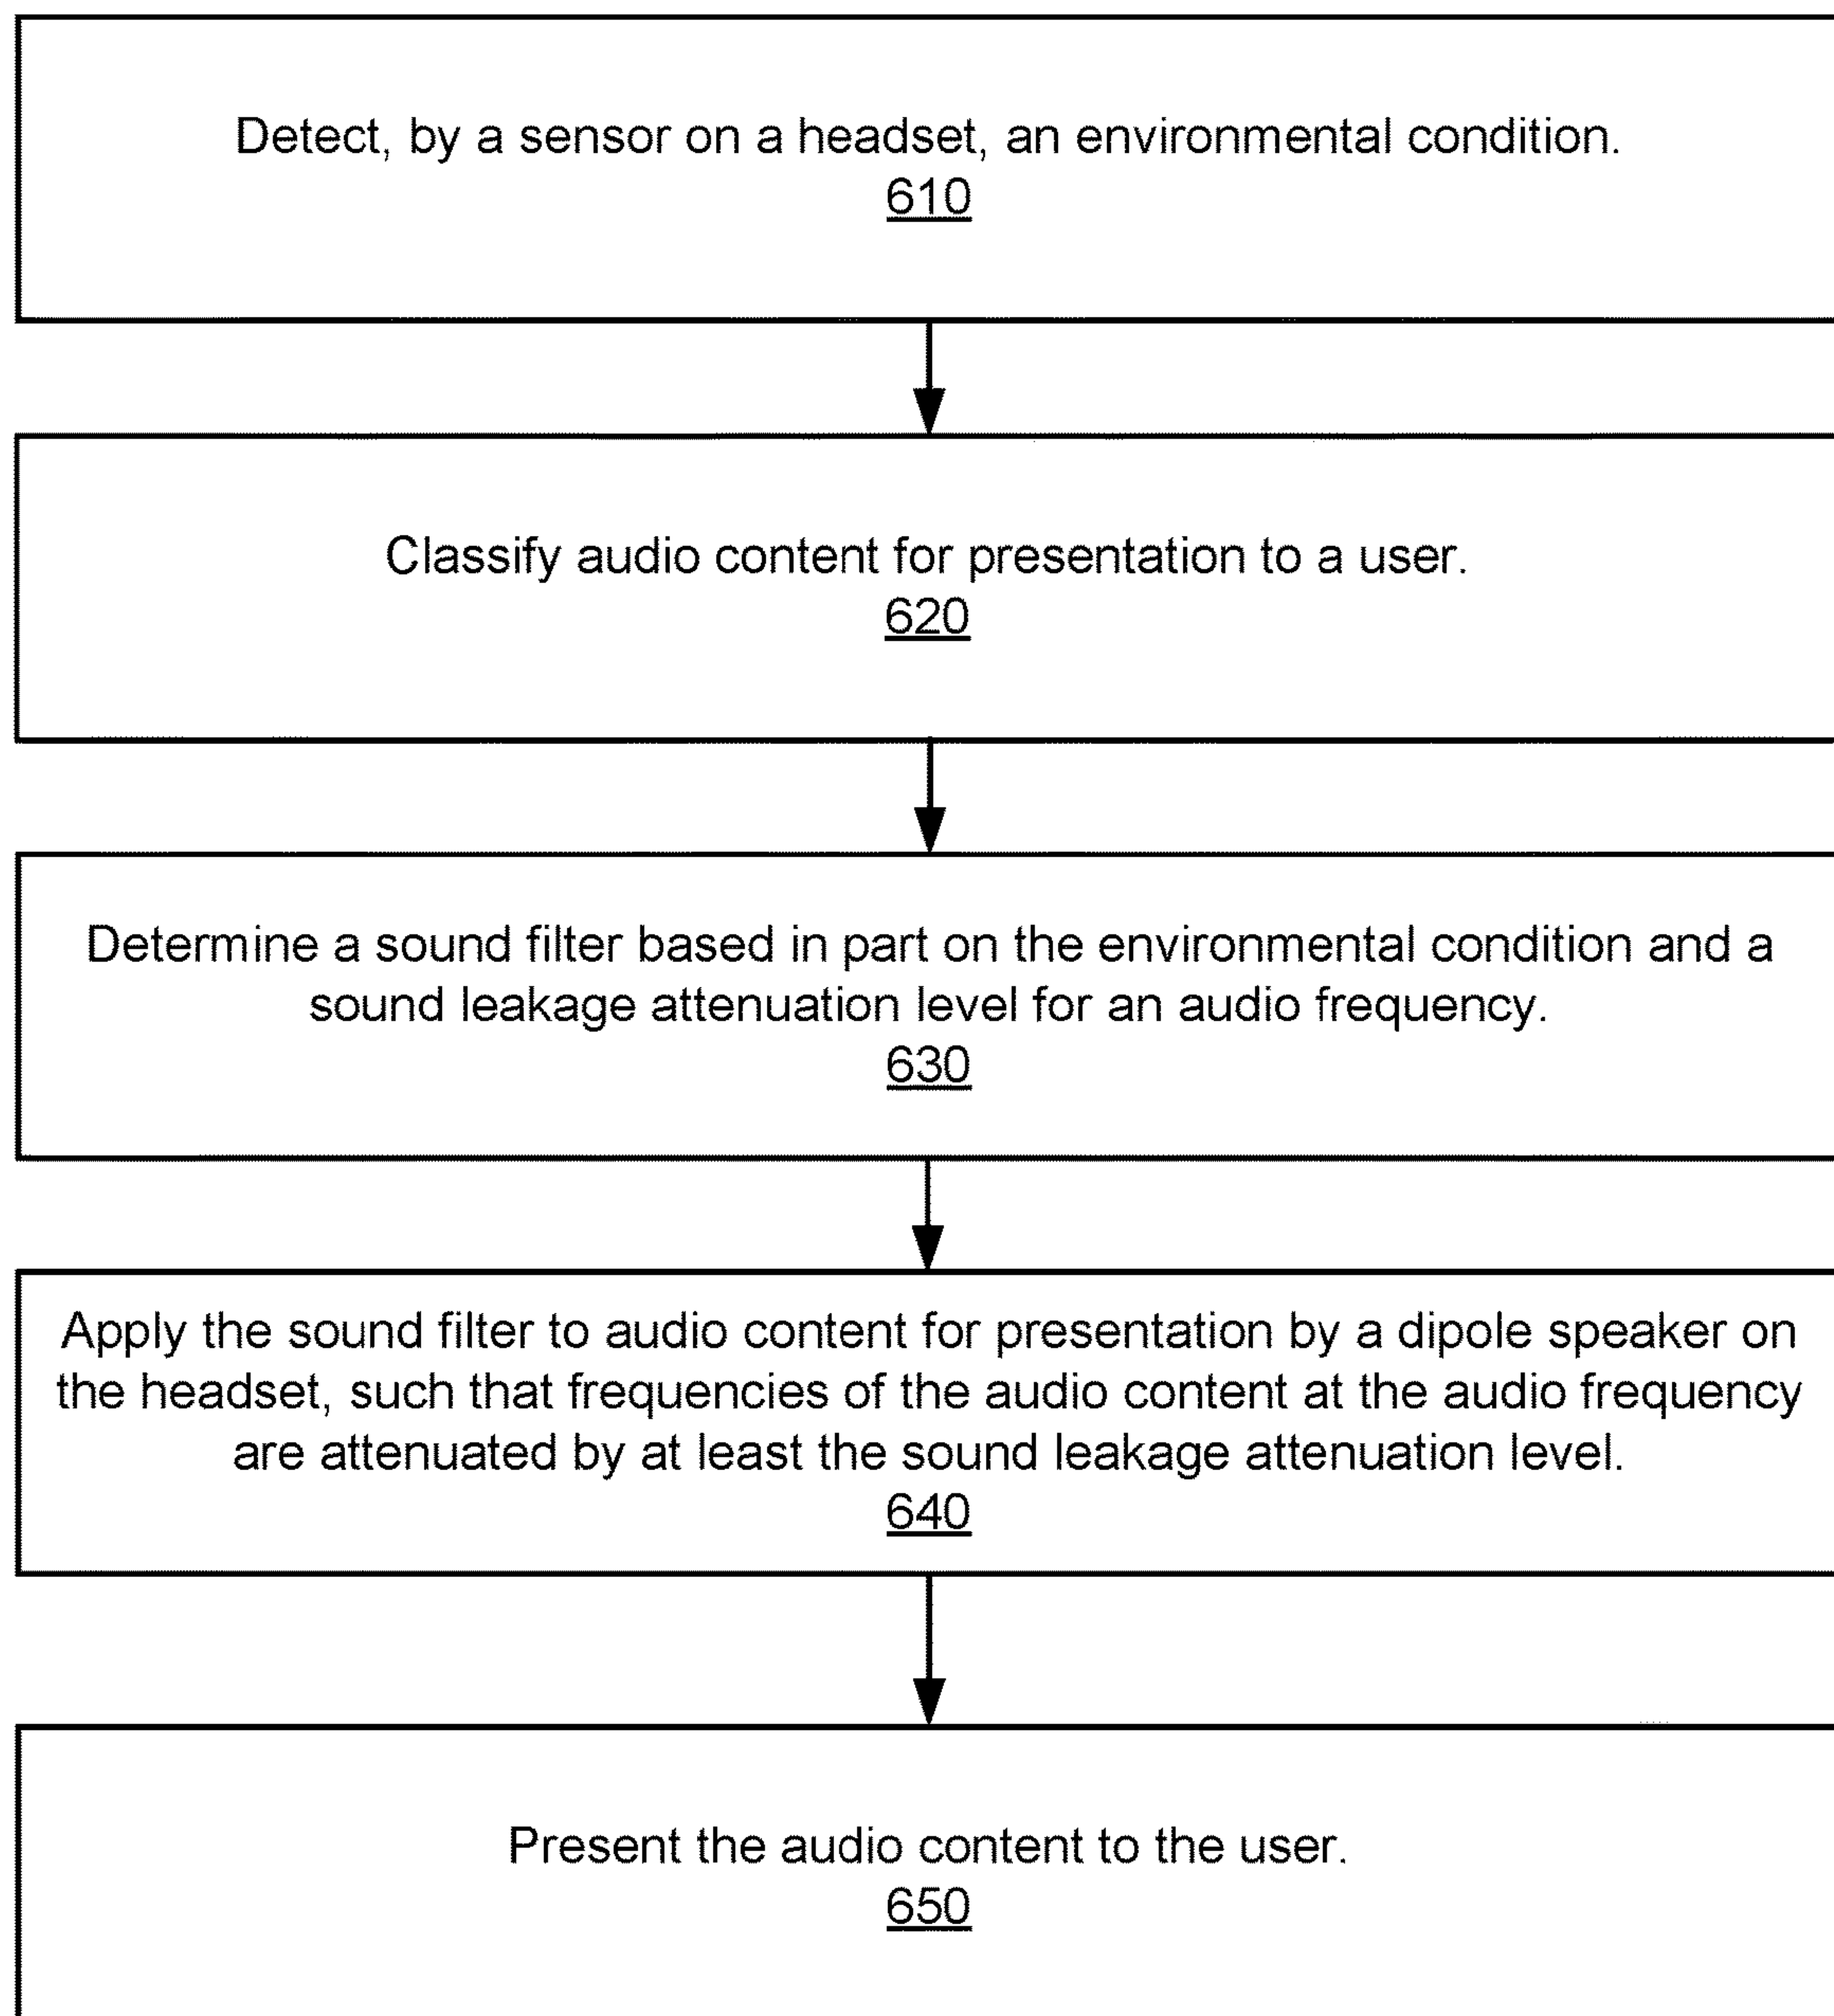 Detect, by a sensor on a headset, an environmental condition.
610
Classify audio content for presentation to a user.
620
Determine a sound filter based in part on the environmental condition and a
sound leakage attenuation level for an audio frequency.
630
Apply the sound filter to audio content for presentation by a dipole speaker on
the headset, such that frequencies of the audio content at the audio frequency
are attenuated by at least the sound leakage attenuation level.
640
Present the audio content to the user.
650